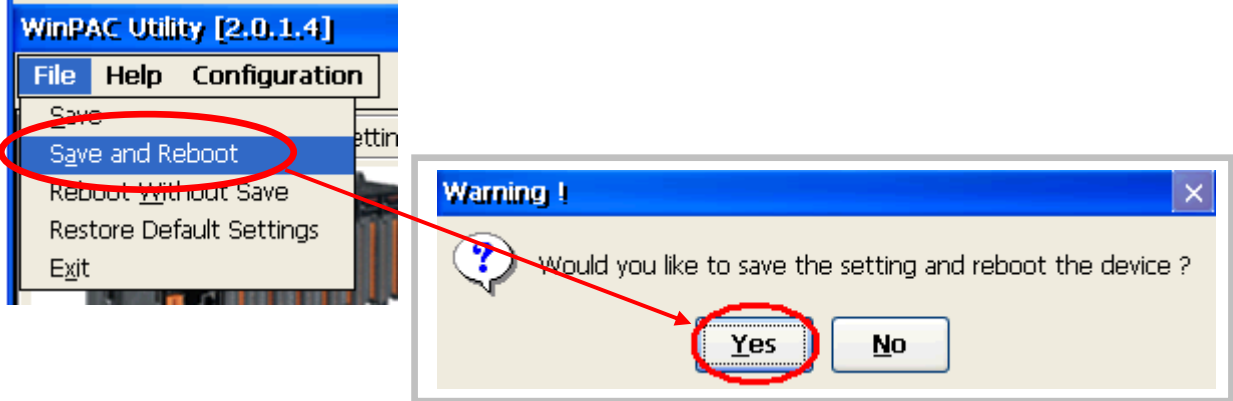 WinPAC Utility [2.0.1.4]
File Help Configuration
Save
Save and Reboot
ettin
Reboot Without Save
Restore Default Settings
Exit
Warning !
Would you like to save the setting and reboot the device ?
Yes No